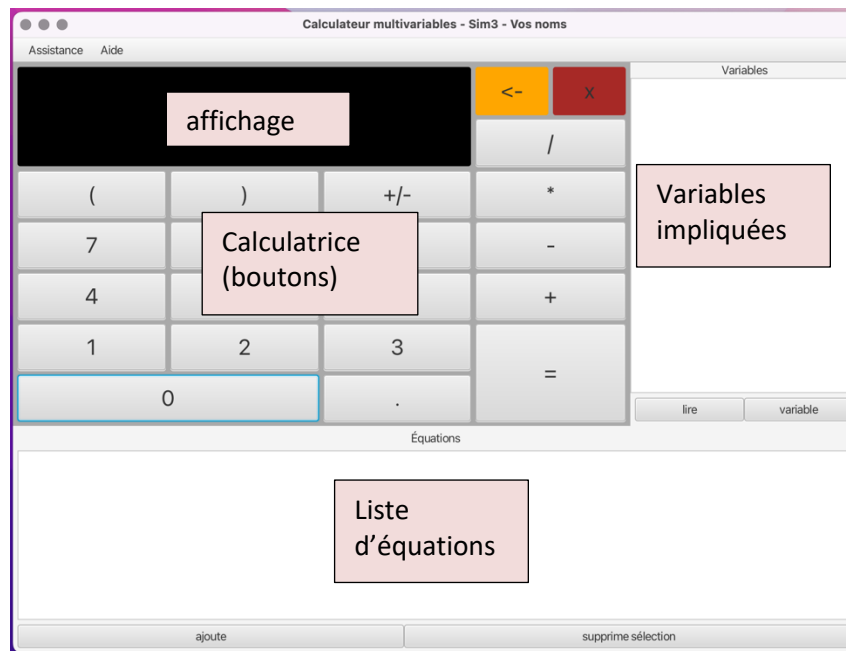 Calculateur multivariables - Sim3 - Vos noms
Assistance Aide
Variables
affichage
<- x
/
( ) +/- *
Variables
impliquées
7 -
Calculatrice
(boutons)
4 +
1 2 3
=
0 .
lire variable
Équations
Liste
d'équations
ajoute supprime sélection